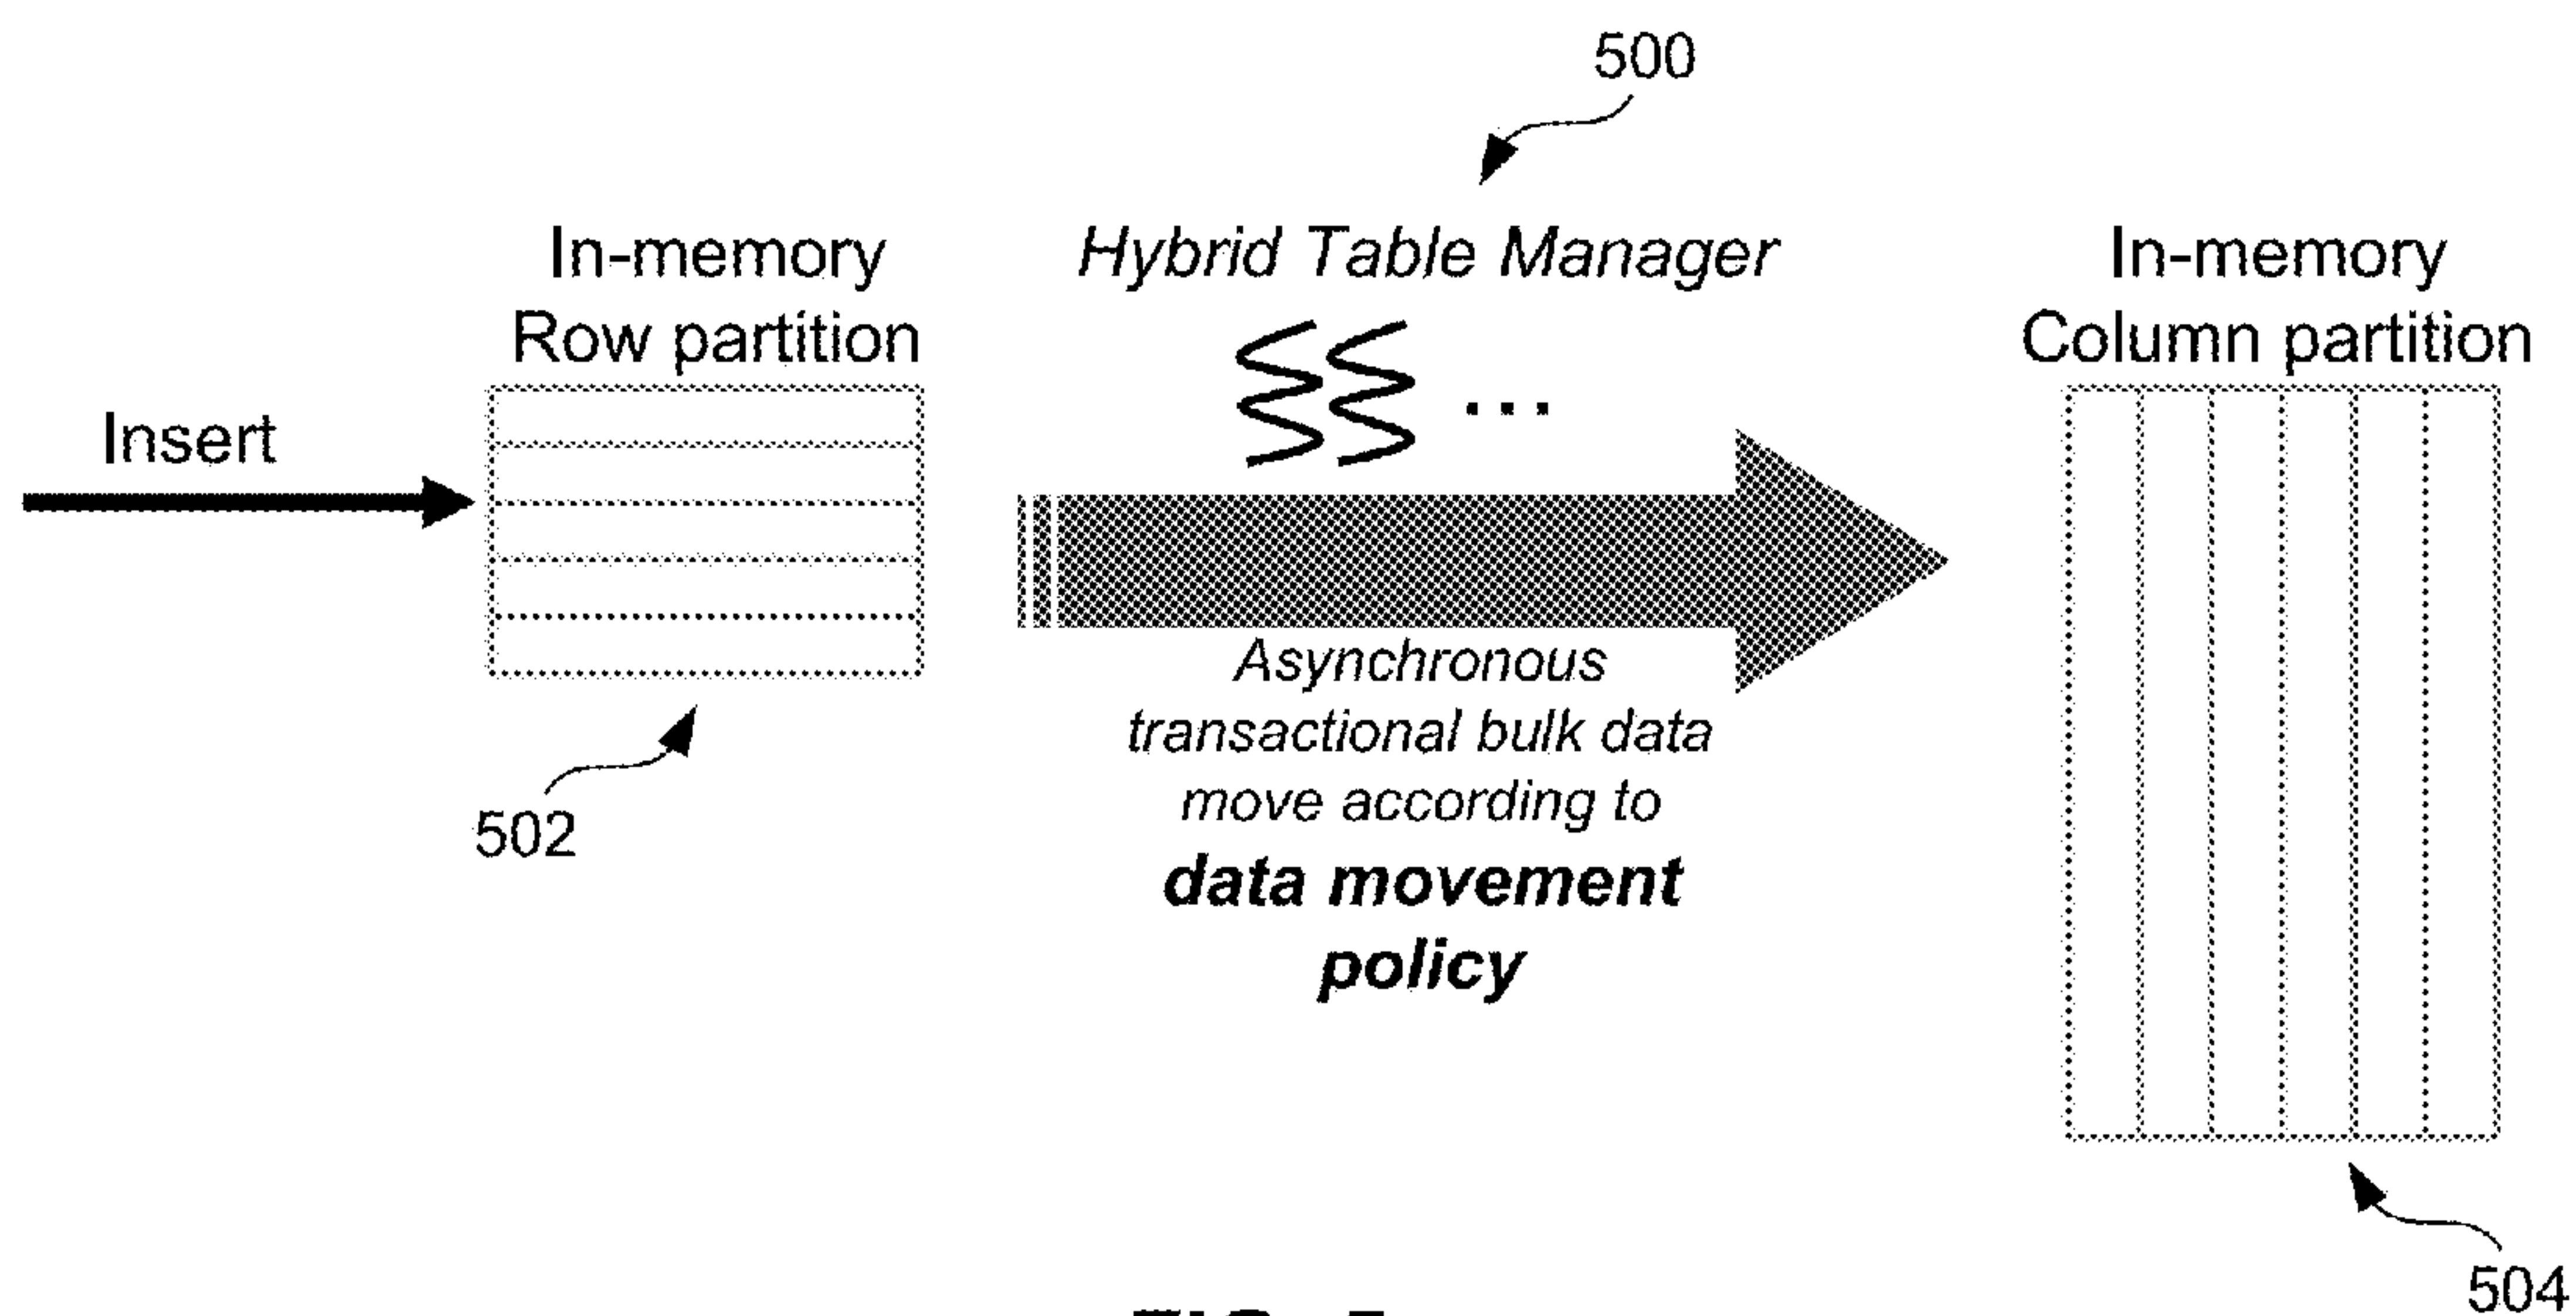 500
Hybrid Table Manager
In-memory
Row partition
In-memory
Column partition
Insert
...
Asynchronous
transactional bulk data
move according to
data movement
policy
502
504